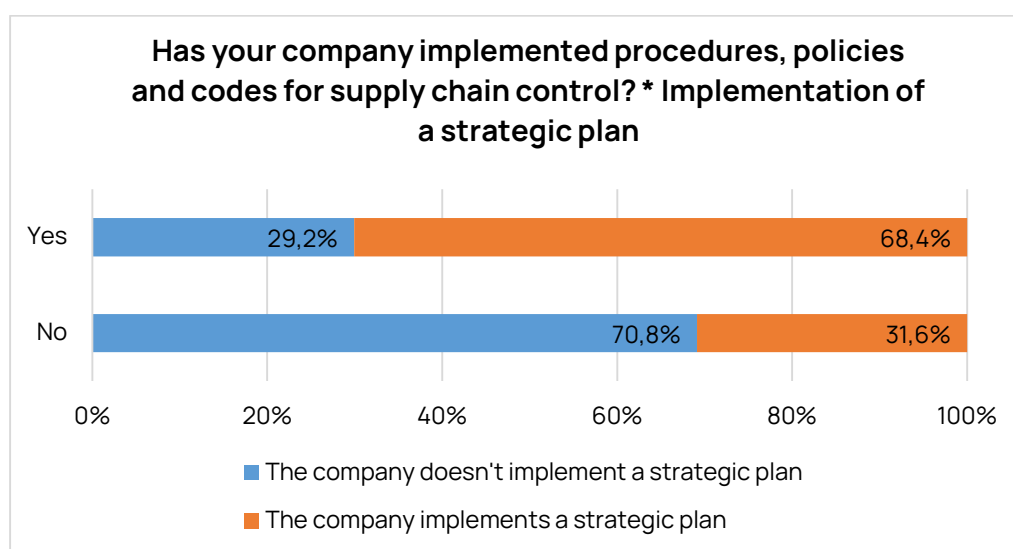 Has your company implemented procedures, policies
and codes for supply chain control? * Implementation of
a strategic plan
Yes
29,2%
68,4%
No
70,8%
31,6%
0%
20%
40%
60%
80%
100%
The company doesn't implement a strategic plan
The company implements a strategic plan